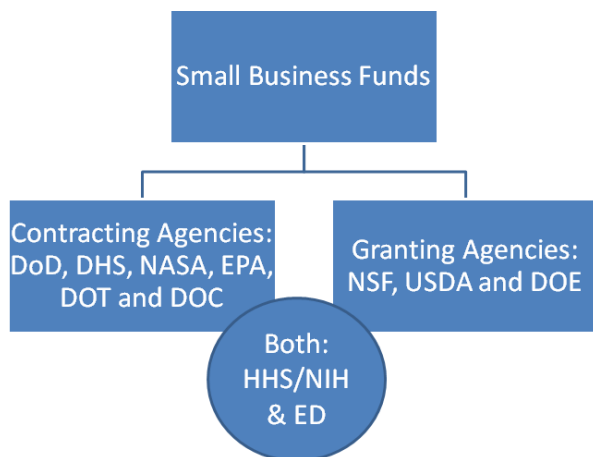 Small Business Funds
Contracting Agencies:
DoD, DHS, NASA, EPA,
DOT and DOC
Granting Agencies:
NSF, USDA and DOE
Both:
HHS/NIH
& ED